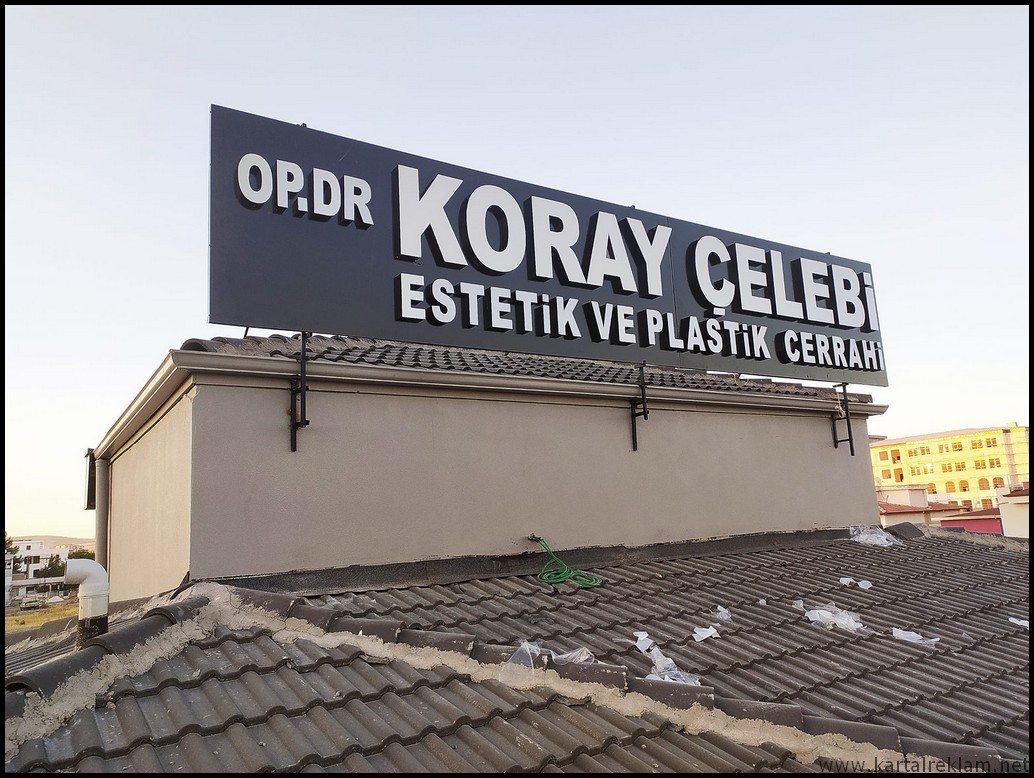 OP.DR KORAY ÇELEBİ
ESTETİK VE PLASTİK CERRAHİ
www.kartalreklam.net